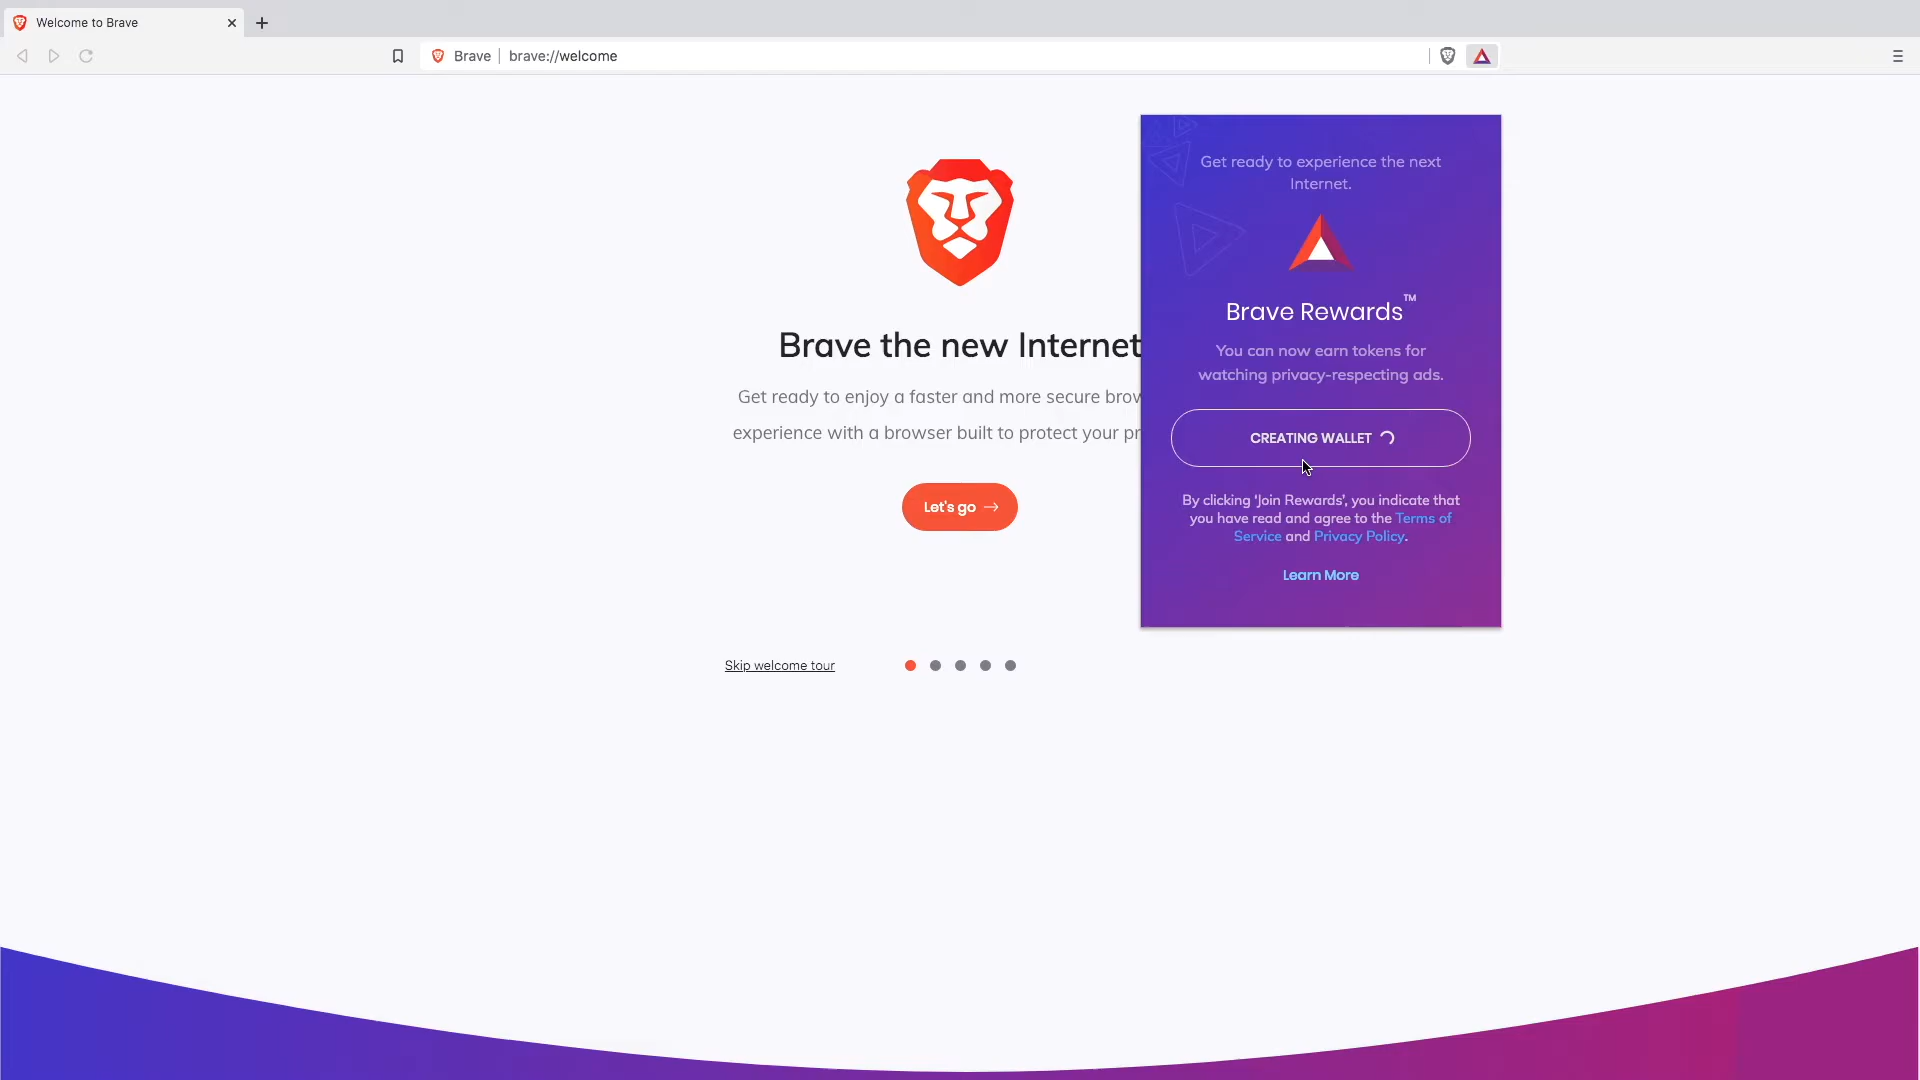 Welcome to Brave
Brave
brave://welcome
Brave the new Internet
Get ready to enjoy a faster and more secure
experience with a browser built to protect your
Let's go
Skip welcome tour
Get ready to experience the next
Internet.
Brave Rewards™
You can now earn tokens for
watching privacy-respecting ads.
CREATING WALLET
By clicking ‘Join Rewards’, you indicate that
you have read and agree to the Terms of
Service and Privacy Policy.
Learn More